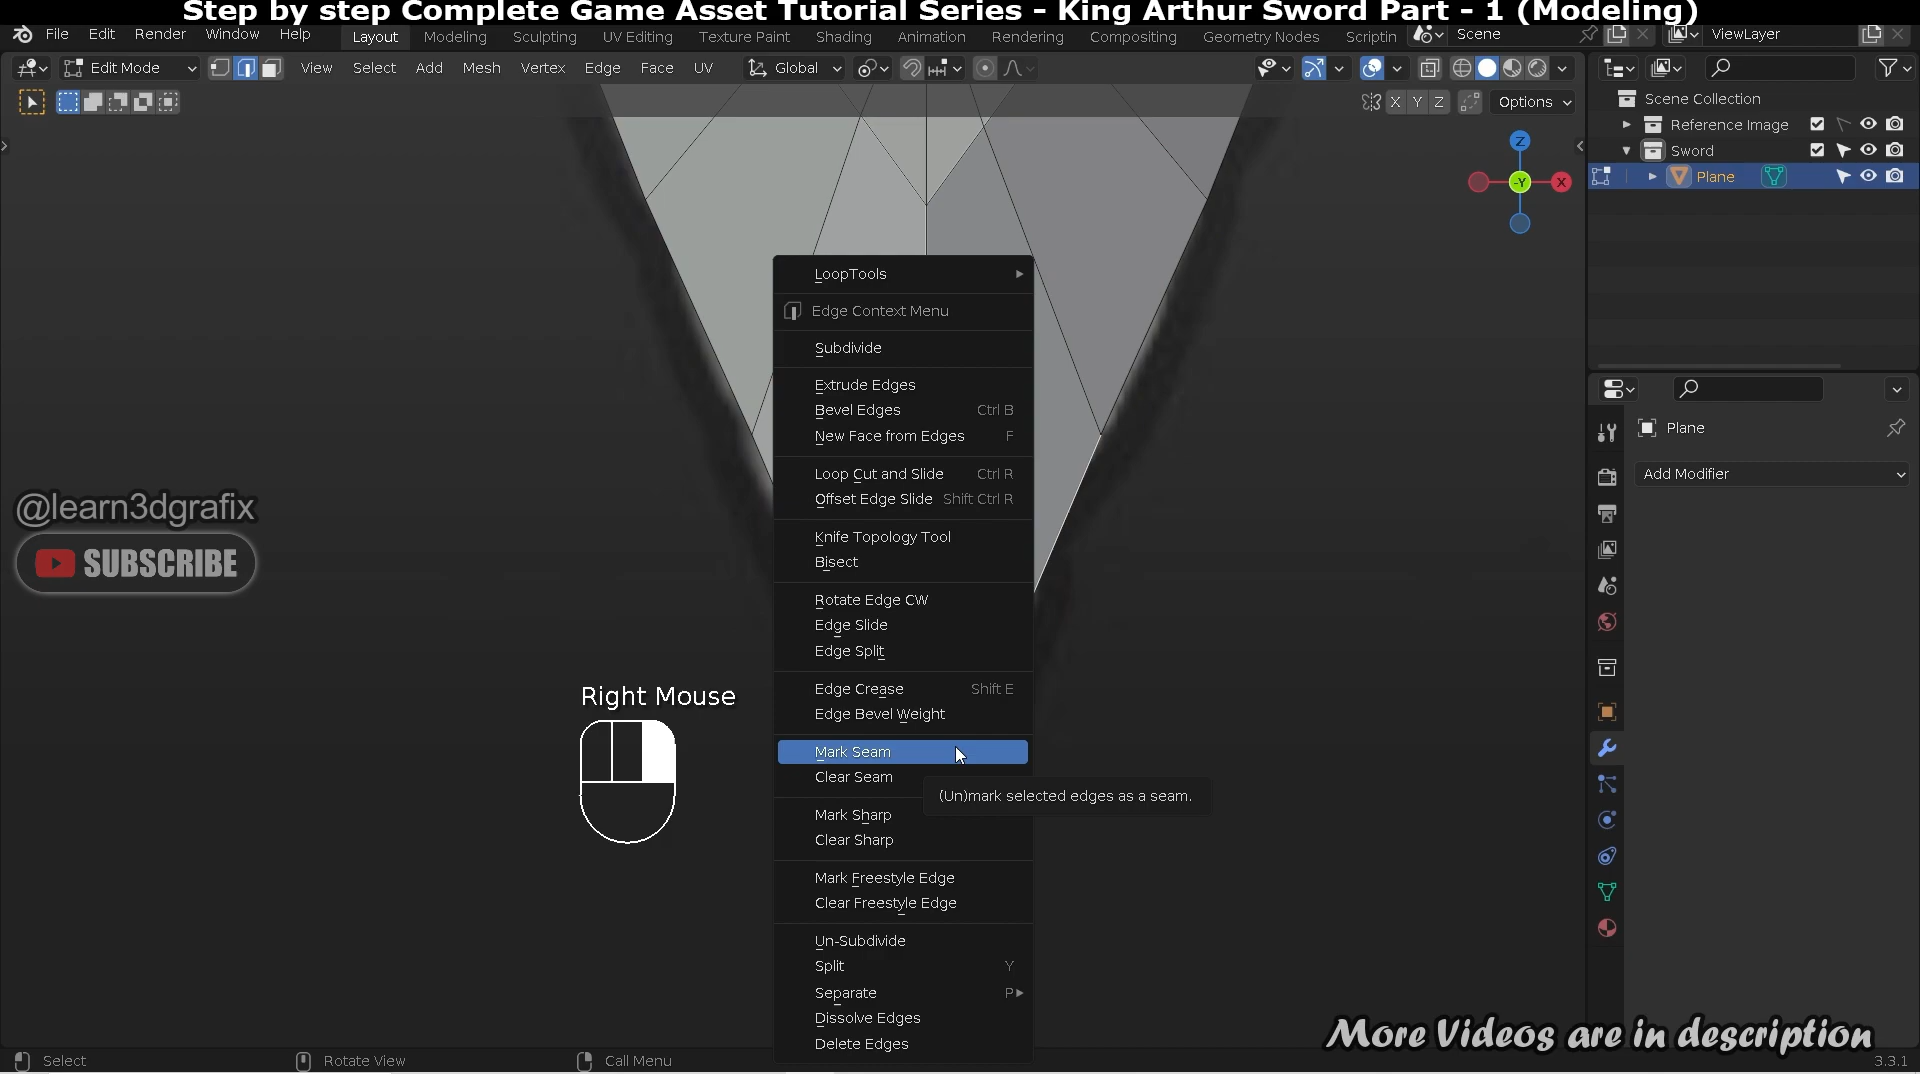 Step by step Complete Game Asset Tutorial Series - King Arthur Sword Part - 1 (Modeling)
File Edit Render Window Help Layout Modeling Sculpting UV Editing Texture Paint Shading Animation Rendering Compositing Geometry Nodes Scriptin Scene ViewLayer
Edit Mode View Select Add Mesh Vertex Edge Face UV Global
X Y Z Options
Scene Collection
Reference Image
Sword
Plane
Z
-Y X
LoopTools
Edge Context Menu
Subdivide
Extrude Edges
Bevel Edges Ctrl B
New Face from Edges F
Loop Cut and Slide Ctrl R
Offset Edge Slide Shift Ctrl R
Knife Topology Tool
Bisect
Rotate Edge CW
Edge Slide
Edge Split
Edge Crease Shift E
Edge Bevel Weight
Mark Seam
Clear Seam
(Un)mark selected edges as a seam.
Mark Sharp
Clear Sharp
Mark Freestyle Edge
Clear Freestyle Edge
Un-Subdivide
Split Y
Separate P
Dissolve Edges
Delete Edges
Plane
Add Modifier
@learn3dgrafix
SUBSCRIBE
Right Mouse
More Videos are in description
Select Rotate View Call Menu 3.3.1